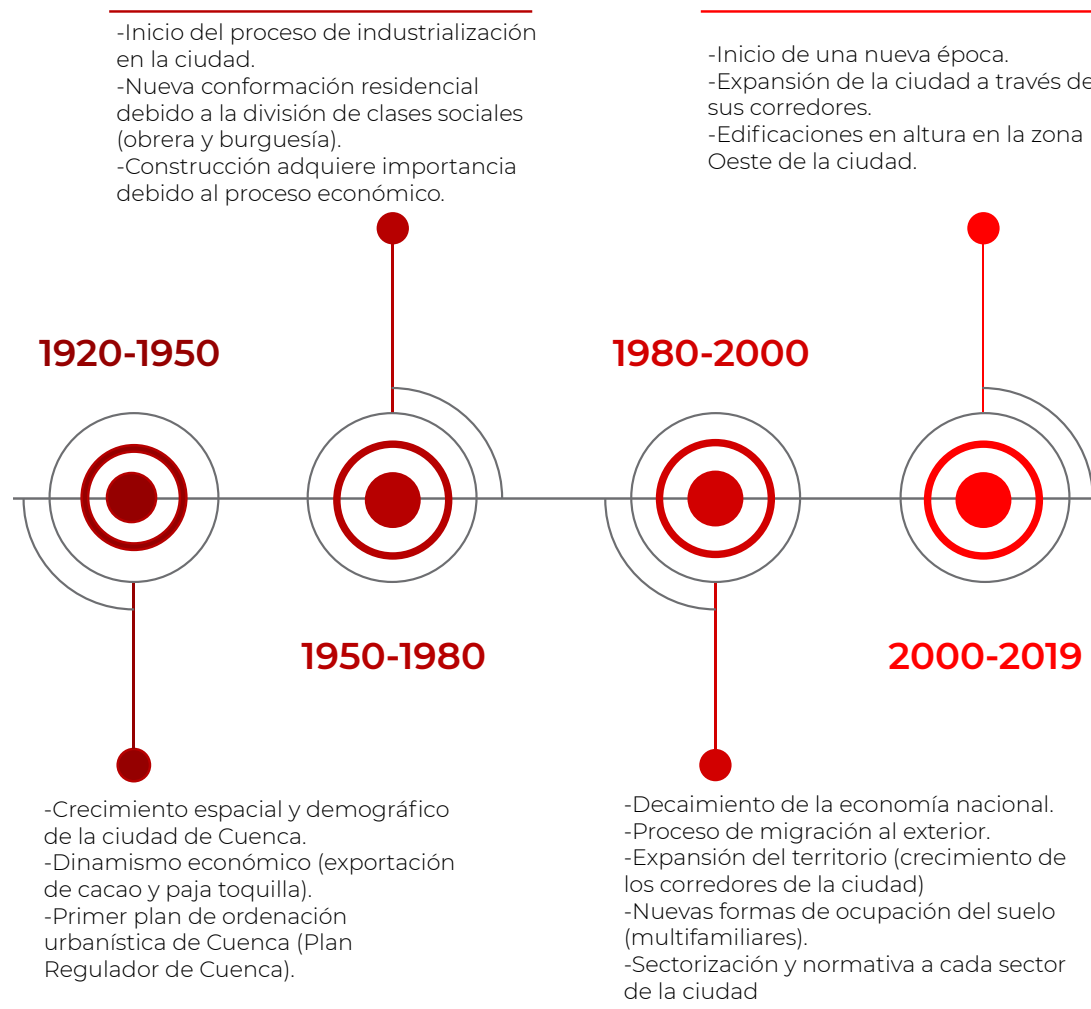 -Inicio del proceso de industrialización
en la ciudad.
-Nueva conformación residencial
debido a la división de clases sociales
(obrera y burguesía).
-Construcción adquiere importancia
debido al proceso económico.
-Inicio de una nueva época.
-Expansión de la ciudad a través de
sus corredores.
-Edificaciones en altura en la zona
Oeste de la ciudad.
1920-1950
1980-2000
1950-1980
2000-2019
-Crecimiento espacial y demográfico
de la ciudad de Cuenca.
-Dinamismo económico (exportación
de cacao y paja toquilla).
-Primer plan de ordenación
urbanística de Cuenca (Plan
Regulador de Cuenca).
-Decaimiento de la economía nacional.
-Proceso de migración al exterior.
-Expansión del territorio (crecimiento de
los corredores de la ciudad)
-Nuevas formas de ocupación del suelo
(multifamiliares).
-Sectorización y normativa a cada sector
de la ciudad